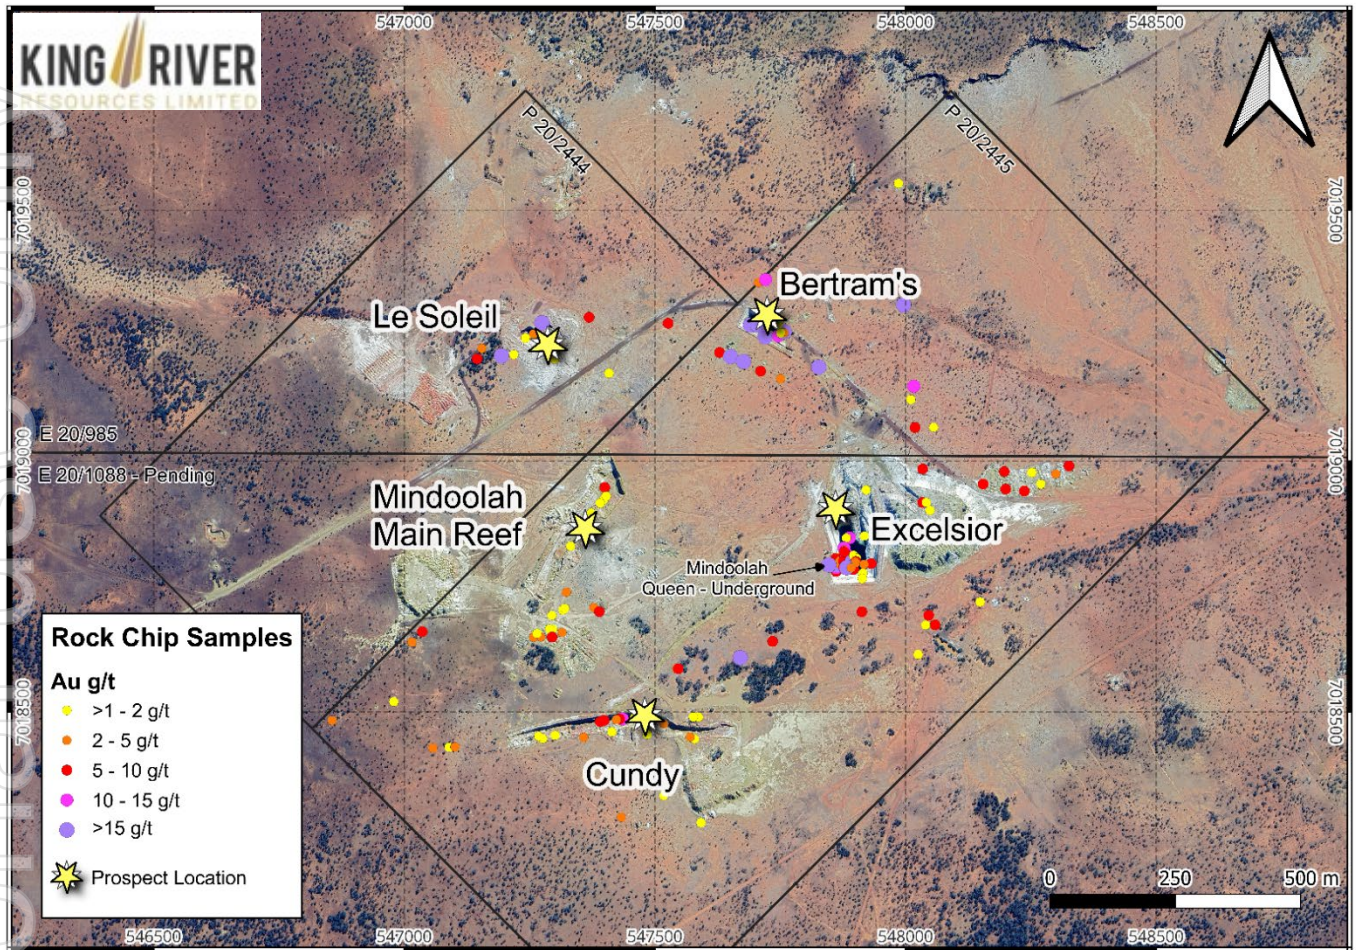 547000
547500
548000
548500
KING RIVER
RESOURCES LIMITED
P 20/2444
P 20/2445
7019500
7019500
Bertram's
Le Soleil
E 20/985
7019000
7019000
E 20/1088 - Pending
Mindoolah
Main Reef
Excelsior
Mindoolah
Queen - Underground
Rock Chip Samples
Au g/t
>1 - 2 g/t
2 - 5 g/t
5 - 10 g/t
10 - 15 g/t
>15 g/t
Prospect Location
7018500
7018500
Cundy
0
250
500 m
546500
547000
547500
548000
548500